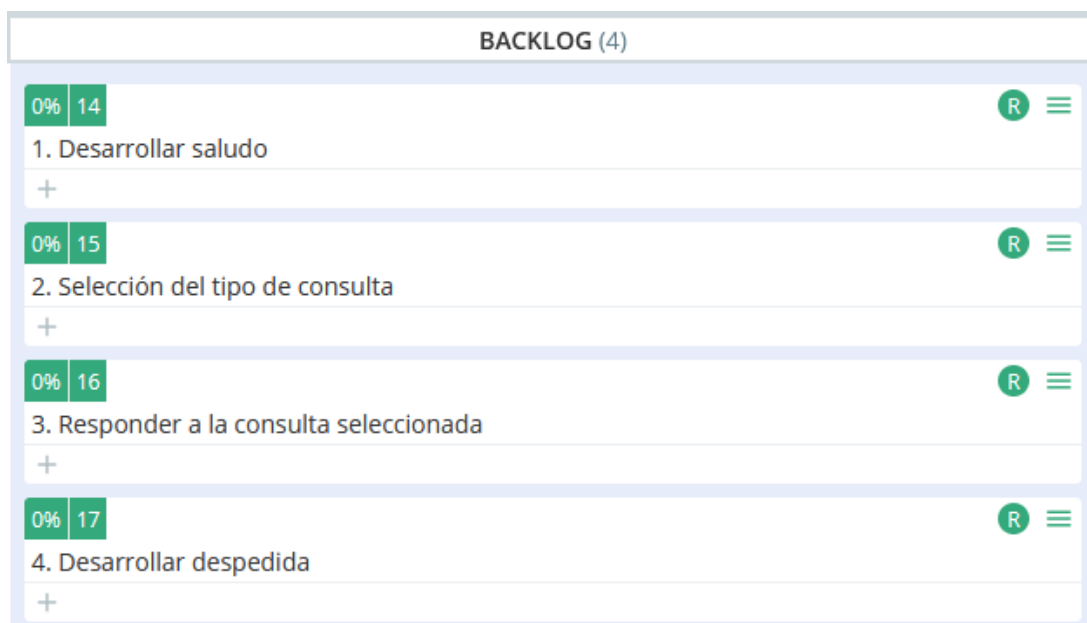 BACKLOG (4)
0% 14 R
1. Desarrollar saludo
+
0% 15 R
2. Selección del tipo de consulta
+
0% 16 R
3. Responder a la consulta seleccionada
+
0% 17 R
4. Desarrollar despedida
+